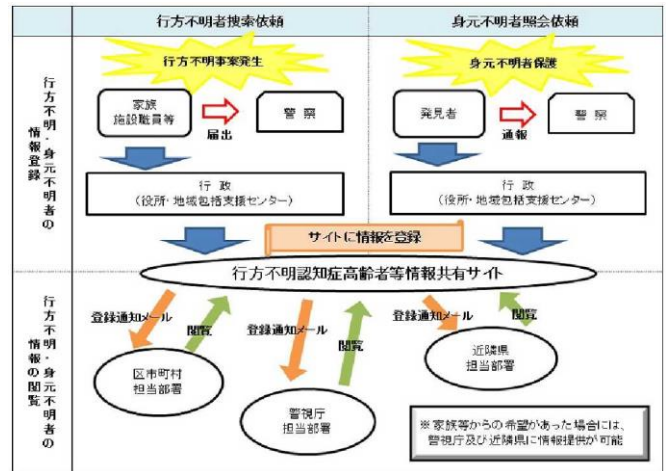 行方不明者捜索依頼
身元不明者照会依頼
行方不明・身元不明者の
情報登録
行方不明事案発生
身元不明者保護
家族
施設職員等
届出
警察
発見者
通報
警察
行政
(役所・地域包括支援センター)
行政
(役所・地域包括支援センター)
サイトに情報を登録
行方不明認知症高齢者等情報共有サイト
行方不明・身元不明者の
情報の閲覧
登録通知メール
閲覧
登録通知メール
閲覧
登録通知メール
閲覧
区市町村
担当部署
警視庁
担当部署
近隣県
担当部署
※家族等からの希望があった場合には、
警視庁及び近隣県に情報提供が可能